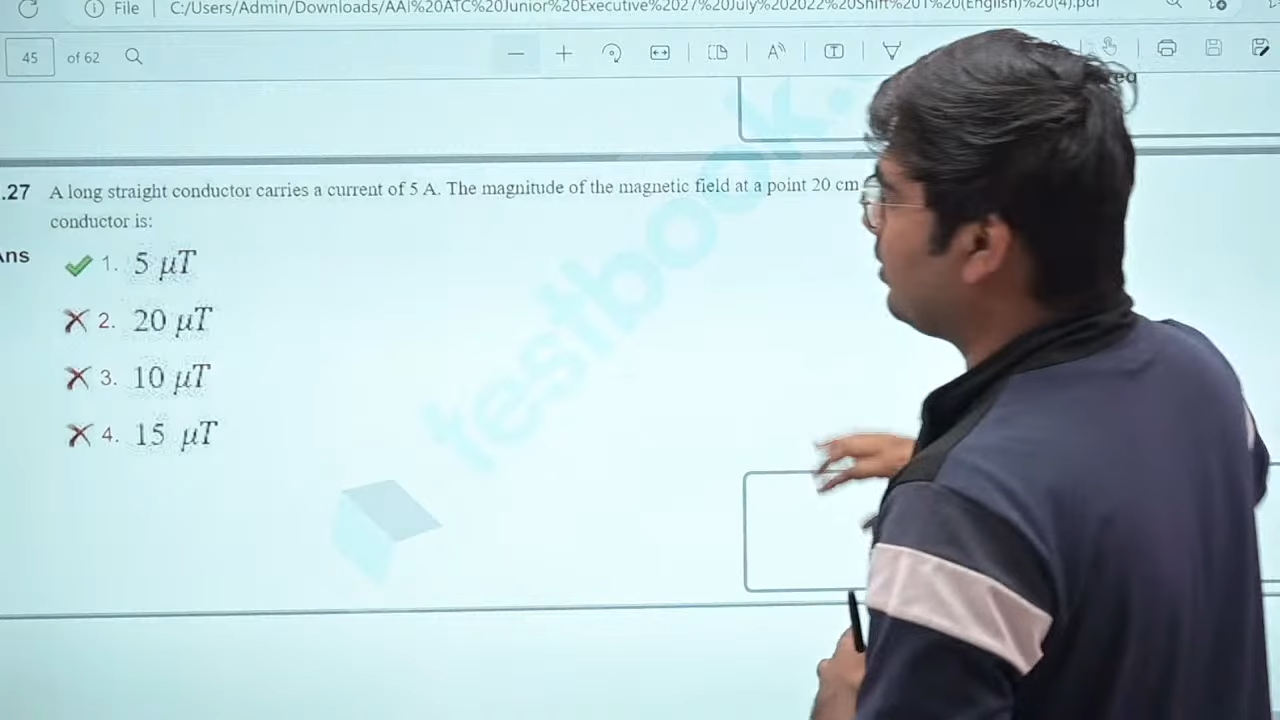 File C:/Users/Admin/Downloads/AAI%20ATC%20Junior%20Executive%2027%20July%202022%20Shift%201%20(English)%20(4).pdf
45 of 62
.27 A long straight conductor carries a current of 5 A. The magnitude of the magnetic field at a point 20 cm
conductor is:
Ans
1. 5 μT
2. 20 μT
3. 10 μT
4. 15 μT
testbook.